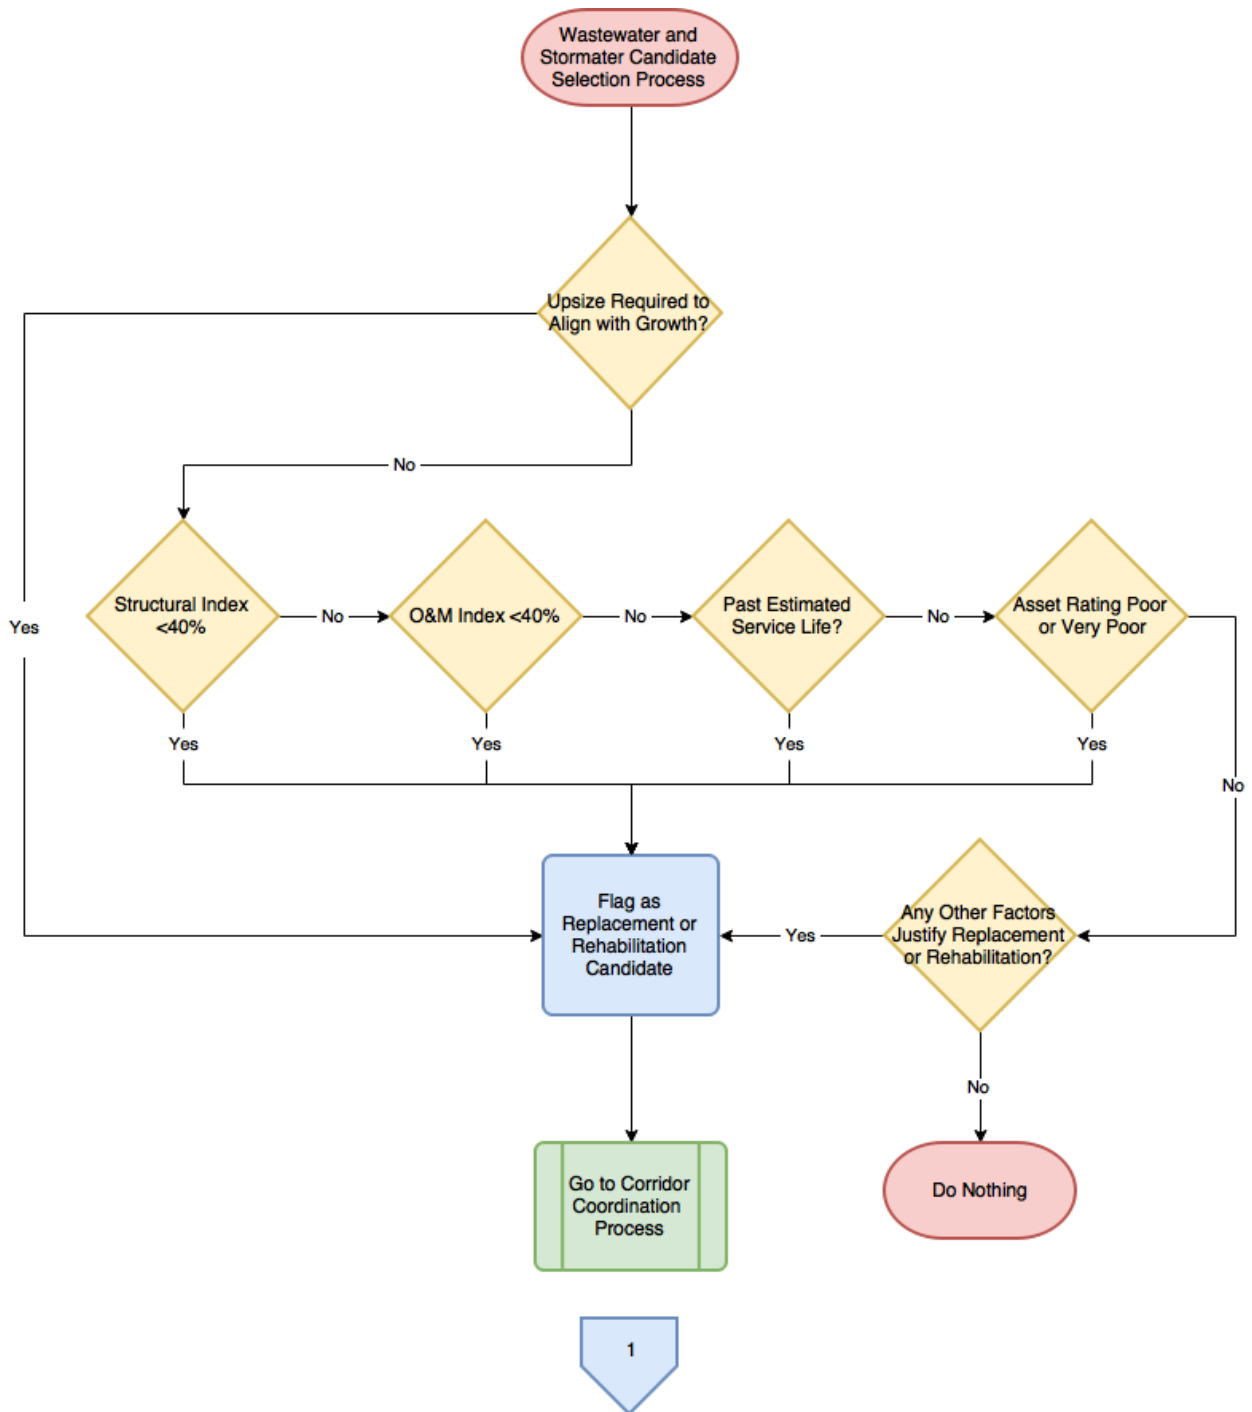 Wastewater and
Stormater Candidate
Selection Process
Upsize Required to
Align with Growth?
No
Yes
Structural Index
<40%
No
O&M Index <40%
No
Past Estimated
Service Life?
No
Asset Rating Poor
or Very Poor
Yes
Yes
Yes
Yes
No
Flag as
Replacement or
Rehabilitation
Candidate
Yes
Any Other Factors
Justify Replacement
or Rehabilitation?
No
Go to Corridor
Coordination
Process
Do Nothing
1